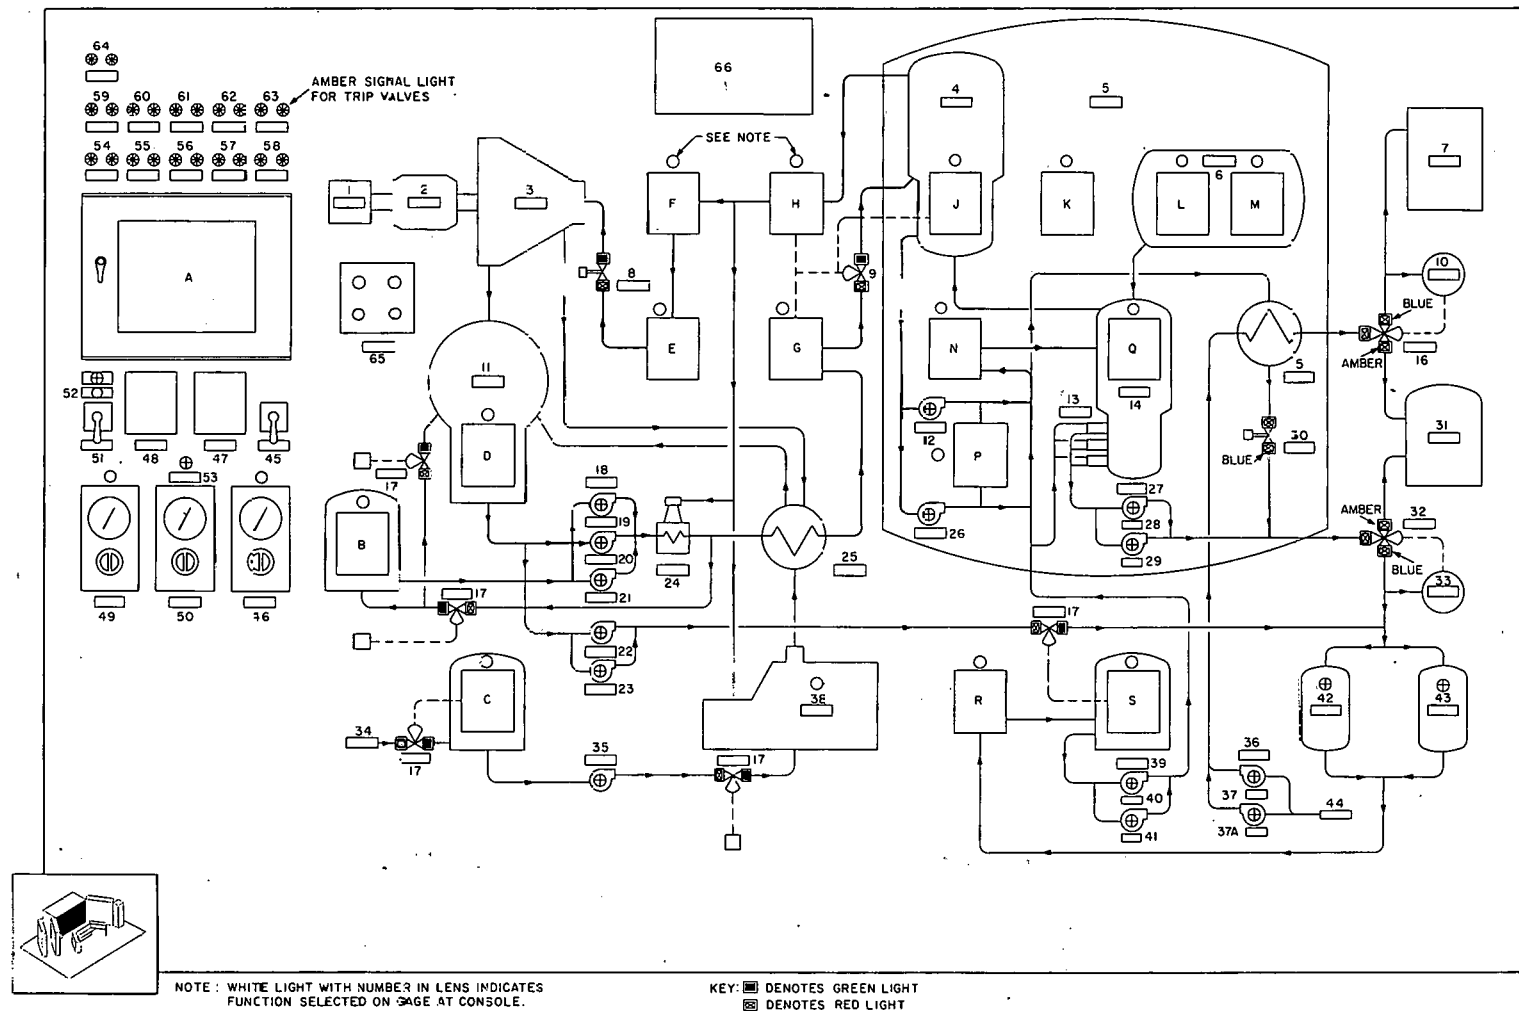 64
AMBER SIGNAL LIGHT
FOR TRIP VALVES
59 60 61 62 63
54 55 56 57 58
A
52
51 48 47 45
53
49 50 46
66
SEE NOTE
1 2 3
F H
8
9
E G
65
11
D
17
B
18
19
20
21
22
23
24
25
17
C
34
17
35
17
38
4
5
6
J K L M
N Q
14
13
12
P
26
27
28
29
5
30
BLUE
7
10
BLUE
AMBER
16
31
AMBER
32
BLUE
33
17
R S
39
40
41
36
37
37A
44
42 43
NOTE : WHITE LIGHT WITH NUMBER IN LENS INDICATES
FUNCTION SELECTED ON GAGE AT CONSOLE.
KEY: DENOTES GREEN LIGHT
DENOTES RED LIGHT